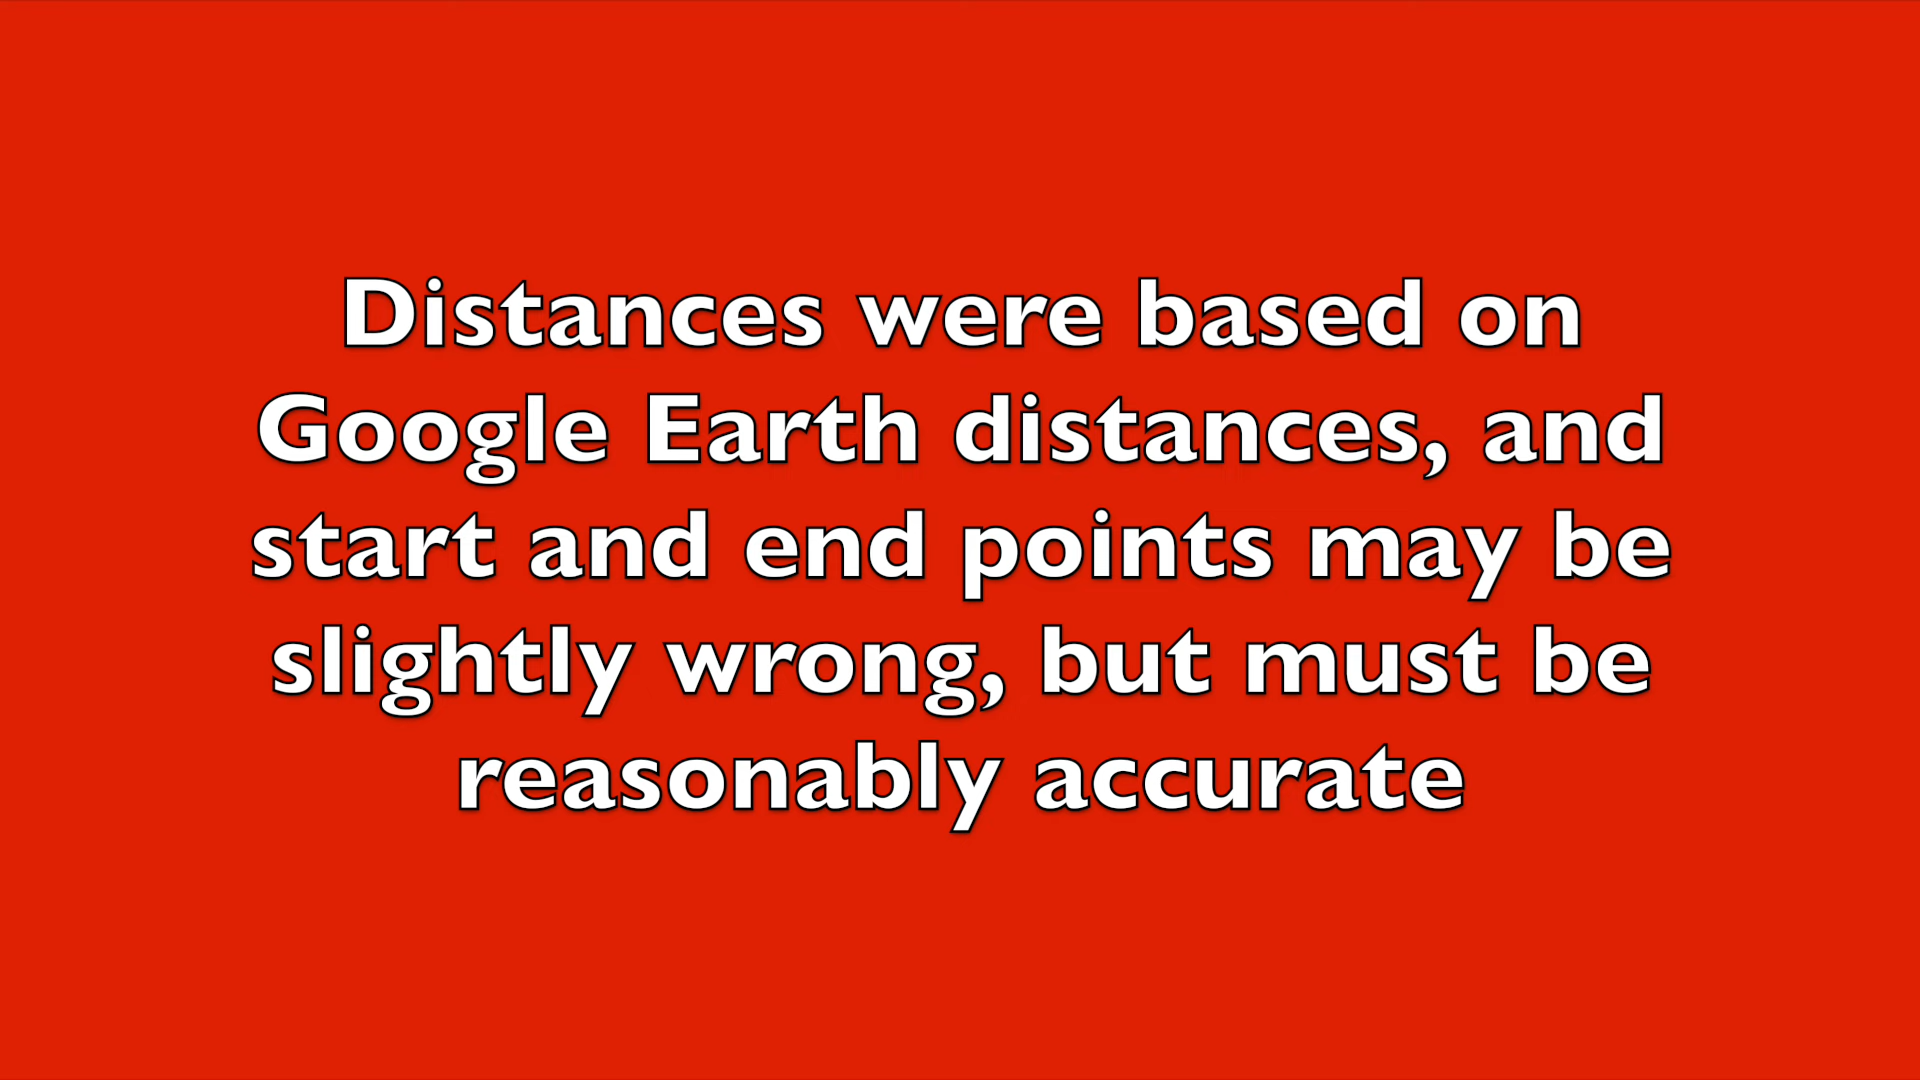 Distances were based on
Google Earth distances, and
start and end points may be
slightly wrong, but must be
reasonably accurate